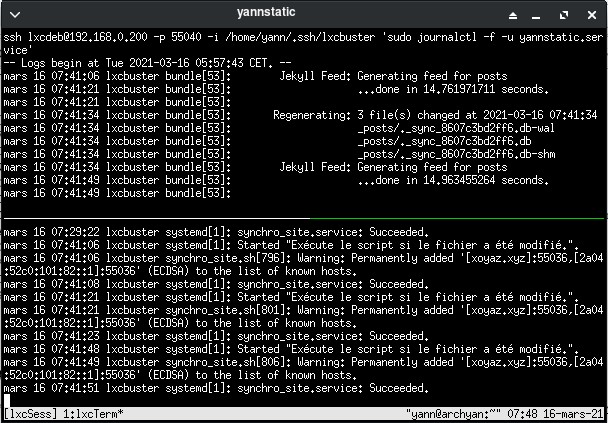 yannstatic
ssh lxcdeb@192.168.0.200 -p 55040 -i /home/yann/.ssh/lxcbuster 'sudo journalctl -f -u yannstatic.ser
vice'
-- Logs begin at Tue 2021-03-16 05:57:43 CET. --
mars 16 07:41:06 lxcbuster bundle[53]:       Jekyll Feed: Generating feed for posts
mars 16 07:41:21 lxcbuster bundle[53]:                    ...done in 14.761971711 seconds.
mars 16 07:41:21 lxcbuster bundle[53]:
mars 16 07:41:34 lxcbuster bundle[53]:      Regenerating: 3 file(s) changed at 2021-03-16 07:41:34
mars 16 07:41:34 lxcbuster bundle[53]:                    _posts/._sync_8607c3bd2ff6.db-wal
mars 16 07:41:34 lxcbuster bundle[53]:                    _posts/._sync_8607c3bd2ff6.db
mars 16 07:41:34 lxcbuster bundle[53]:                    _posts/._sync_8607c3bd2ff6.db-shm
mars 16 07:41:34 lxcbuster bundle[53]:       Jekyll Feed: Generating feed for posts
mars 16 07:41:49 lxcbuster bundle[53]:                    ...done in 14.963455264 seconds.
mars 16 07:41:49 lxcbuster bundle[53]:
mars 16 07:29:22 lxcbuster systemd[1]: synchro_site.service: Succeeded.
mars 16 07:41:06 lxcbuster systemd[1]: Started "Exécute le script si le fichier a été modifié.".
mars 16 07:41:06 lxcbuster synchro_site.sh[796]: Warning: Permanently added '[xoyaz.xyz]:55036,[2a04
:52c0:101:82::1]:55036' (ECDSA) to the list of known hosts.
mars 16 07:41:08 lxcbuster systemd[1]: synchro_site.service: Succeeded.
mars 16 07:41:21 lxcbuster systemd[1]: Started "Exécute le script si le fichier a été modifié.".
mars 16 07:41:21 lxcbuster synchro_site.sh[801]: Warning: Permanently added '[xoyaz.xyz]:55036,[2a04
:52c0:101:82::1]:55036' (ECDSA) to the list of known hosts.
mars 16 07:41:23 lxcbuster systemd[1]: synchro_site.service: Succeeded.
mars 16 07:41:48 lxcbuster systemd[1]: Started "Exécute le script si le fichier a été modifié.".
mars 16 07:41:49 lxcbuster synchro_site.sh[806]: Warning: Permanently added '[xoyaz.xyz]:55036,[2a04
:52c0:101:82::1]:55036' (ECDSA) to the list of known hosts.
mars 16 07:41:51 lxcbuster systemd[1]: synchro_site.service: Succeeded.
[lxcSess] 1:lxcTerm* "yann@archyan:~" 07:48 16-mars-21